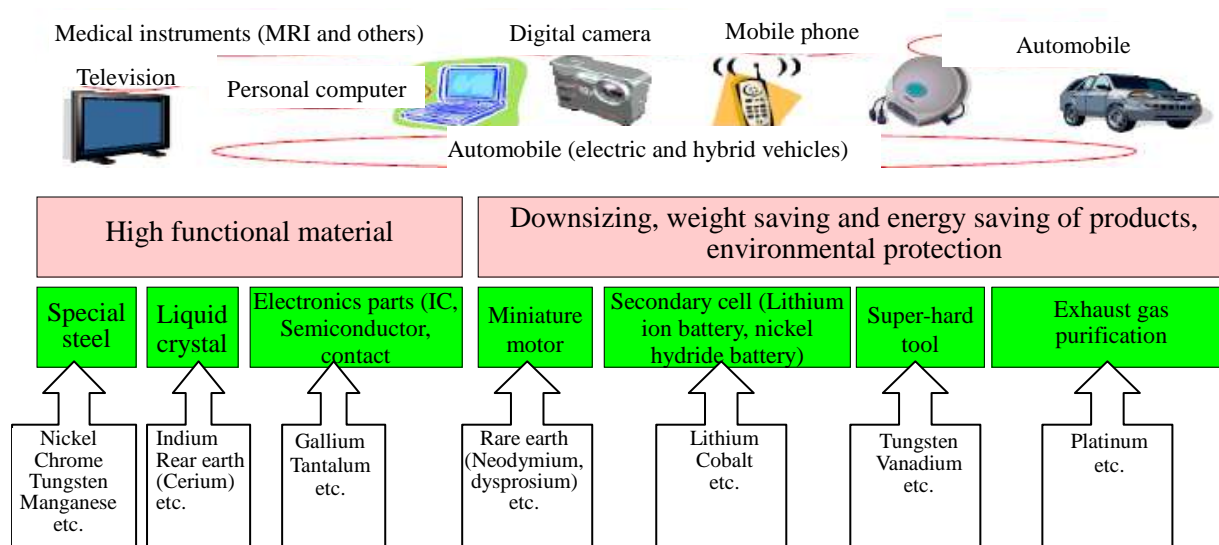 Medical instruments (MRI and others)
Digital camera
Mobile phone
Automobile
Television
Personal computer
Automobile (electric and hybrid vehicles)
High functional material
Downsizing, weight saving and energy saving of products,
environmental protection
Special
steel
Liquid
crystal
Electronics parts (IC,
Semiconductor,
contact
Miniature
motor
Secondary cell (Lithium
ion battery, nickel
hydride battery)
Super-hard
tool
Exhaust gas
purification
Nickel
Chrome
Tungsten
Manganese
etc.
Indium
Rear earth
(Cerium)
etc.
Gallium
Tantalum
etc.
Rare earth
(Neodymium,
dysprosium)
etc.
Lithium
Cobalt
etc.
Tungsten
Vanadium
etc.
Platinum
etc.